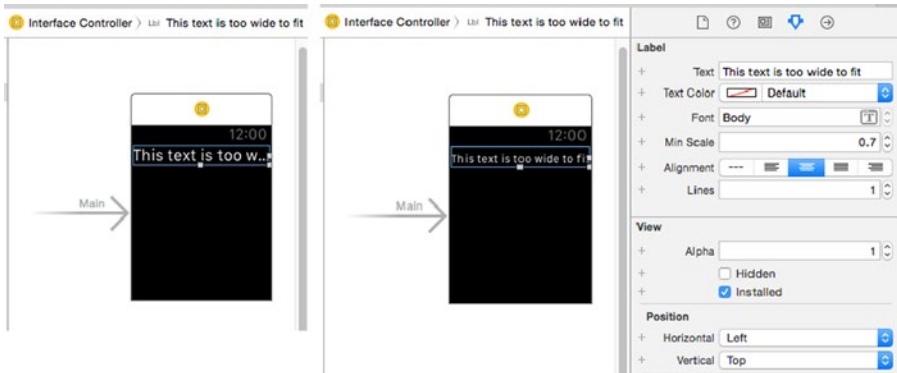 Interface Controller Lbl This text is too wide to fit
12:00
This text is too w...
Main
Interface Controller Lbl This text is too wide to fit
12:00
This text is too wide to fit
Main
Label
+ Text This text is too wide to fit
+ Text Color Default
+ Font Body T
+ Min Scale 0.7
+ Alignment ---
+ Lines 1
View
+ Alpha 1
+ Hidden
+ Installed
Position
+ Horizontal Left
+ Vertical Top